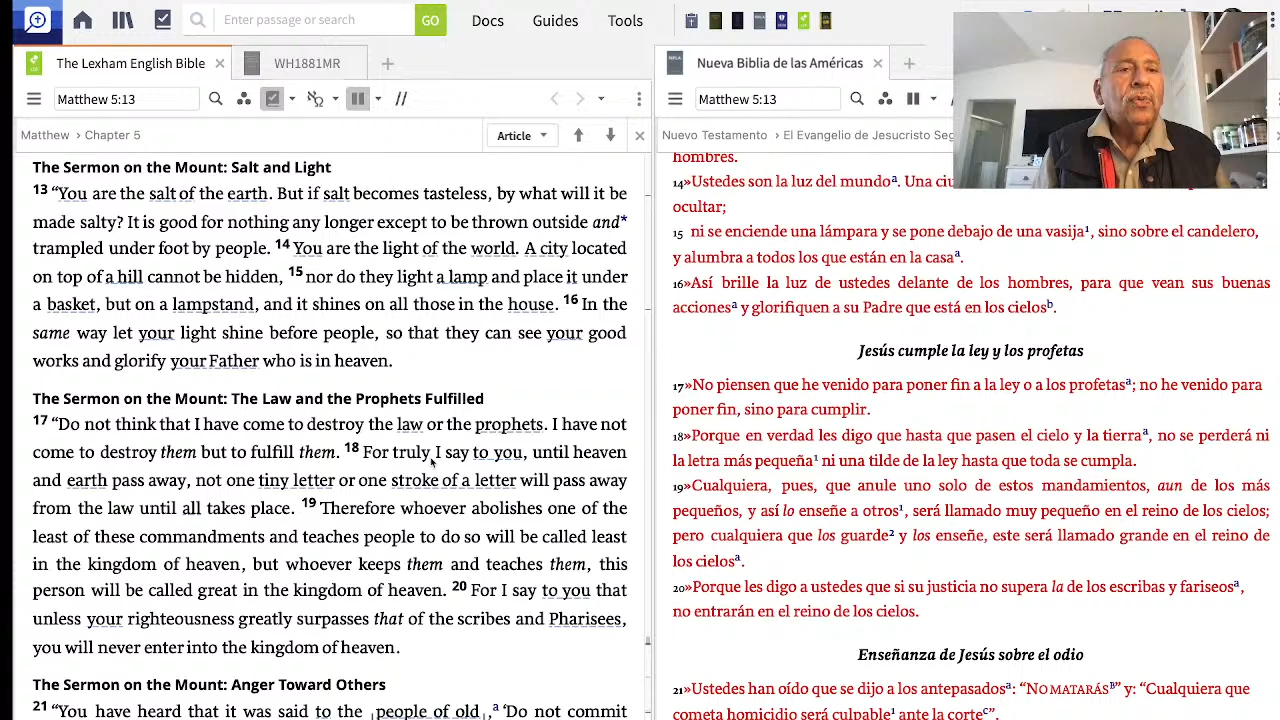 Enter passage or search
GO
Docs
Guides
Tools
The Lexham English Bible
WH1881MR
Matthew 5:13
Matthew
Chapter 5
Article
The Sermon on the Mount: Salt and Light
13 “You are the salt of the earth. But if salt becomes tasteless, by what will it be
made salty? It is good for nothing any longer except to be thrown outside and*
trampled under foot by people. 14 You are the light of the world. A city located
on top of a hill cannot be hidden, 15 nor do they light a lamp and place it under
a basket, but on a lampstand, and it shines on all those in the house. 16 In the
same way let your light shine before people, so that they can see your good
works and glorify your Father who is in heaven.
The Sermon on the Mount: The Law and the Prophets Fulfilled
17 “Do not think that I have come to destroy the law or the prophets. I have not
come to destroy them but to fulfill them. 18 For truly I say to you, until heaven
and earth pass away, not one tiny letter or one stroke of a letter will pass away
from the law until all takes place. 19 Therefore whoever abolishes one of the
least of these commandments and teaches people to do so will be called least
in the kingdom of heaven, but whoever keeps them and teaches them, this
person will be called great in the kingdom of heaven. 20 For I say to you that
unless your righteousness greatly surpasses that of the scribes and Pharisees,
you will never enter into the kingdom of heaven.
The Sermon on the Mount: Anger Toward Others
21 “You have heard that it was said to the people of old,a ‘Do not commit
Nueva Biblia de las Américas
Matthew 5:13
Nuevo Testamento
El Evangelio de Jesucristo Seg
hombres.
14»Ustedes son la luz del mundoa. Una ciu
ocultar;
15 ni se enciende una lámpara y se pone debajo de una vasija1, sino sobre el candelero,
y alumbra a todos los que están en la casaa.
16»Así brille la luz de ustedes delante de los hombres, para que vean sus buenas
accionesa y glorifiquen a su Padre que está en los cielosb.
Jesús cumple la ley y los profetas
17»No piensen que he venido para poner fin a la ley o a los profetasa; no he venido para
poner fin, sino para cumplir.
18»Porque en verdad les digo que hasta que pasen el cielo y la tierraa, no se perderá ni
la letra más pequeña1 ni una tilde de la ley hasta que toda se cumpla.
19»Cualquiera, pues, que anule uno solo de estos mandamientos, aun de los más
pequeños, y así lo enseñe a otros1, será llamado muy pequeño en el reino de los cielos;
pero cualquiera que los guarde2 y los enseñe, este será llamado grande en el reino de
los cielosa.
20»Porque les digo a ustedes que si su justicia no supera la de los escribas y fariseosa,
no entrarán en el reino de los cielos.
Enseñanza de Jesús sobre el odio
21»Ustedes han oído que se dijo a los antepasadosa: “NO MATARÁSB” y: “Cualquiera que
cometa homicidio será culpable1 ante la cortec”.